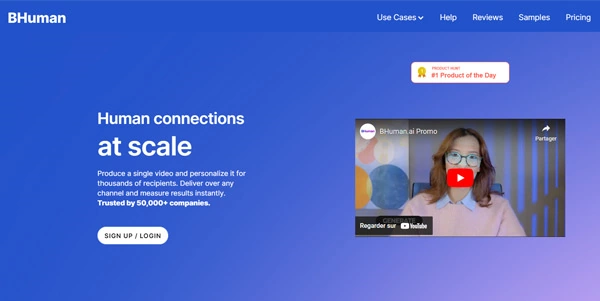 BHuman
Use Cases
Help
Reviews
Samples
Pricing
PRODUCT HUNT
#1 Product of the Day
Human connections
at scale
Produce a single video and personalize it for
thousands of recipients. Deliver over any
channel and measure results instantly.
Trusted by 50,000+ companies.
SIGN UP / LOGIN
BHuman
BHuman.ai Promo
Partager
GENERATE
Regarder sur YouTube